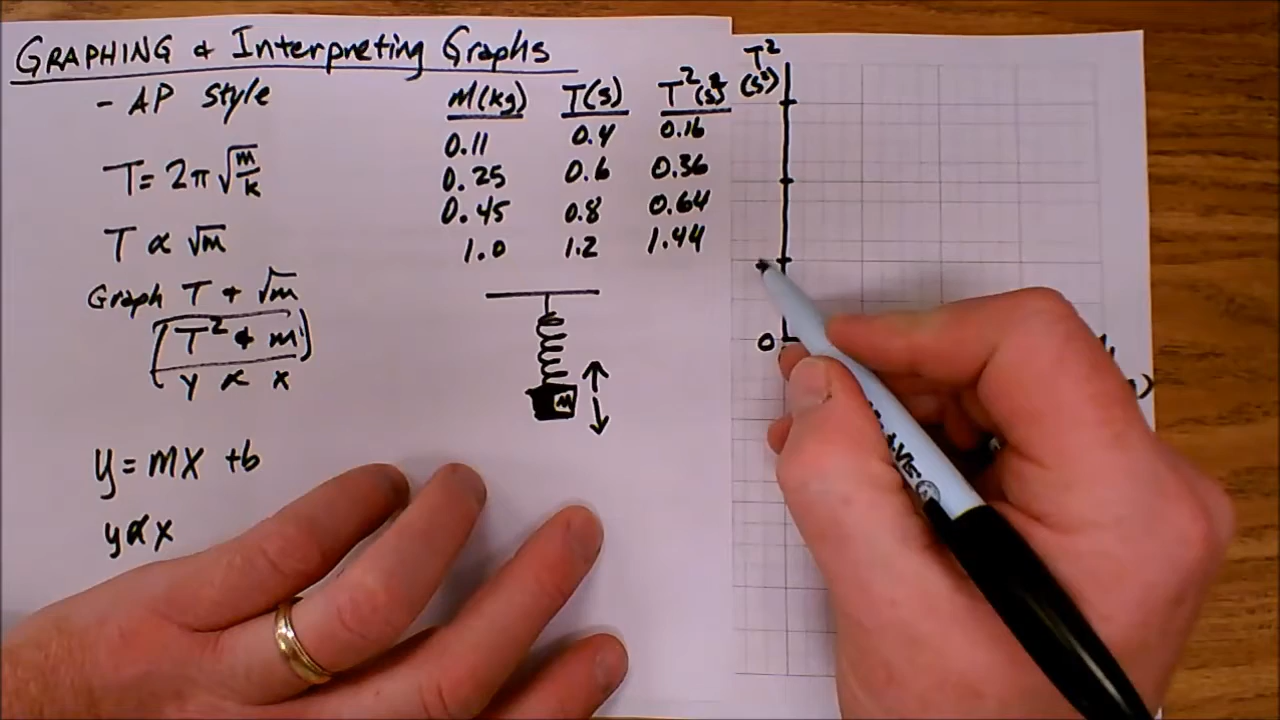 GRAPHING & Interpreting Graphs
- AP style
T = 2π √(m/k)
T ∝ √m
Graph T & √m
(T² & m)
y ∝ x
y = mx + b
y ∝ x
M(kg) T(s) T²(s²)
0.11 0.4 0.16
0.25 0.6 0.36
0.45 0.8 0.64
1.0 1.2 1.44
M
T²
(s²)
0